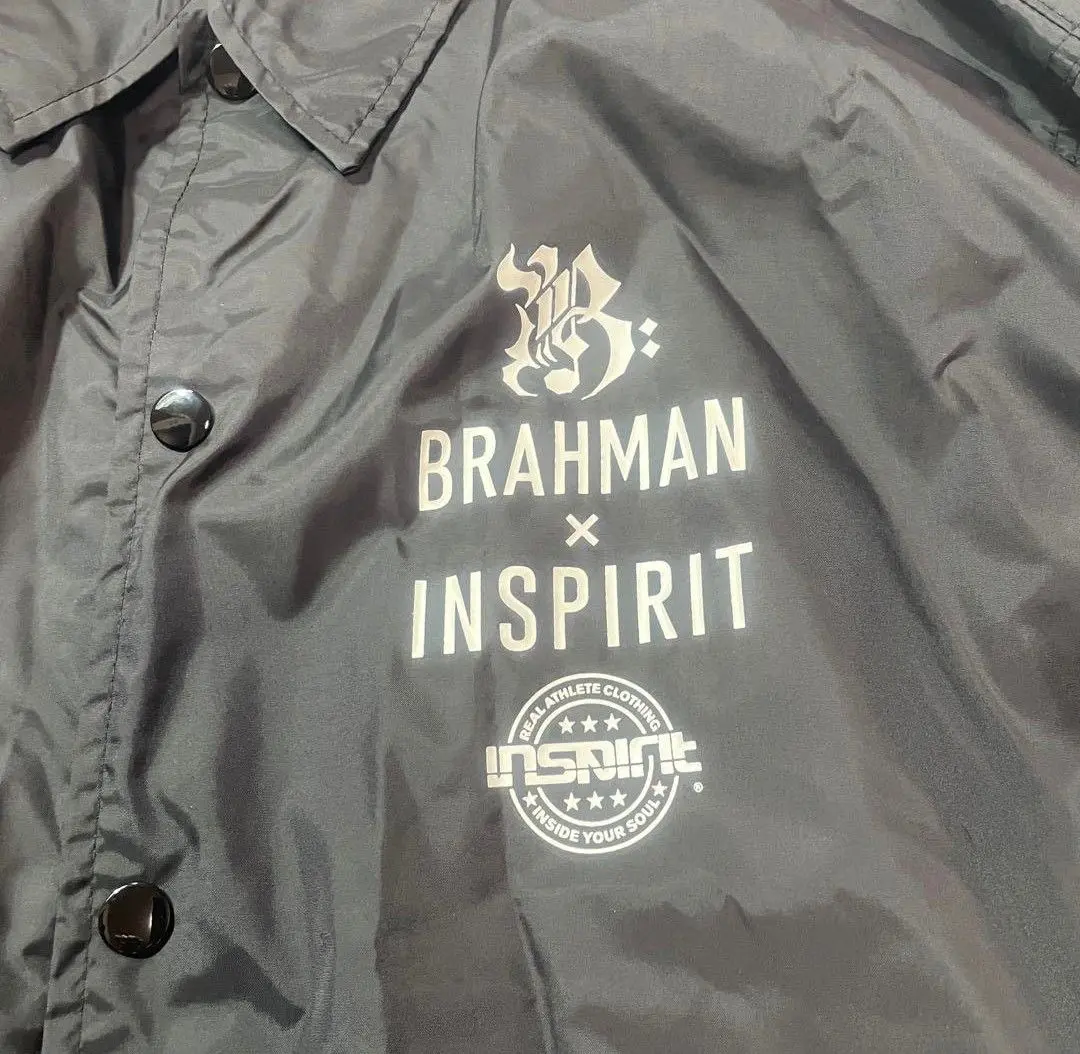 B:
BRAHMAN
×
INSPIRIT
REAL ATHLETE CLOTHING
INSPIRIT
INSIDE YOUR SOUL
®